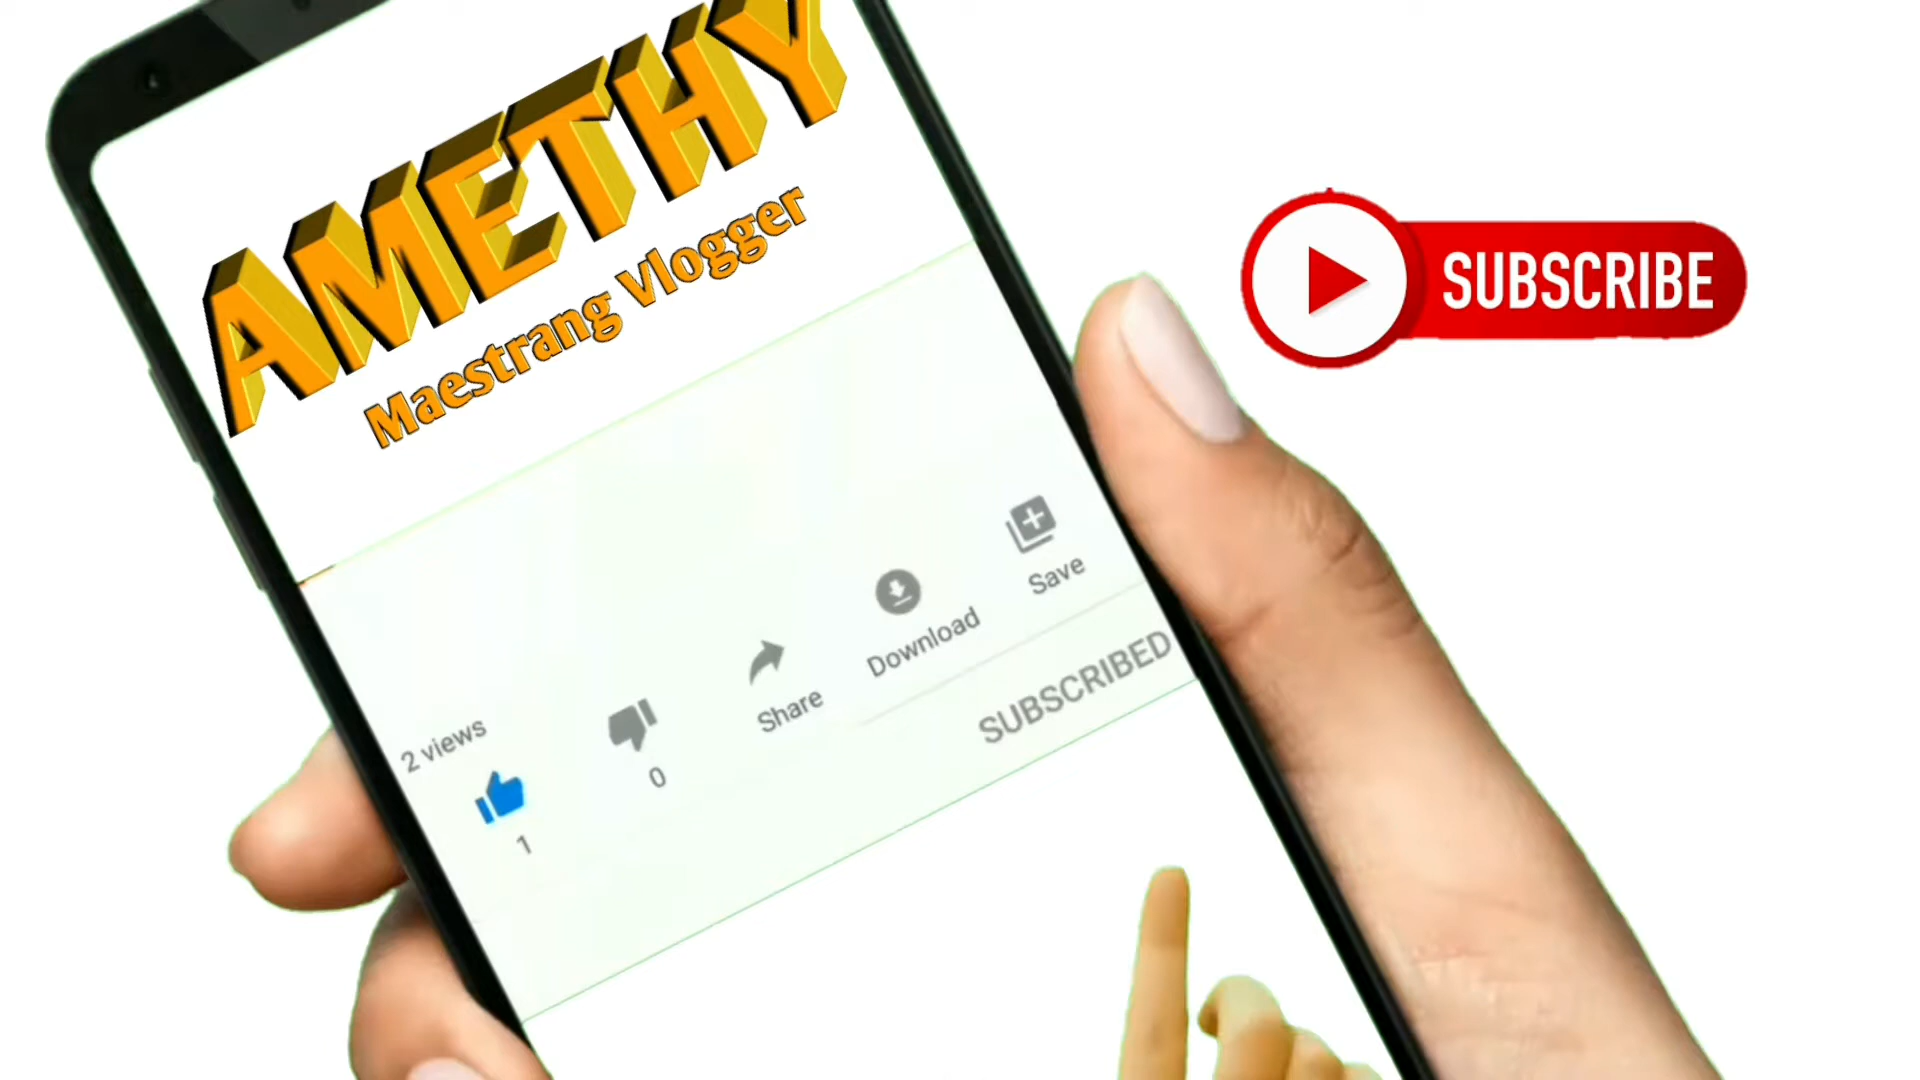 AMETHY
Maestrang Vlogger
SUBSCRIBE
2 views
1
0
Share
Download
Save
SUBSCRIBED